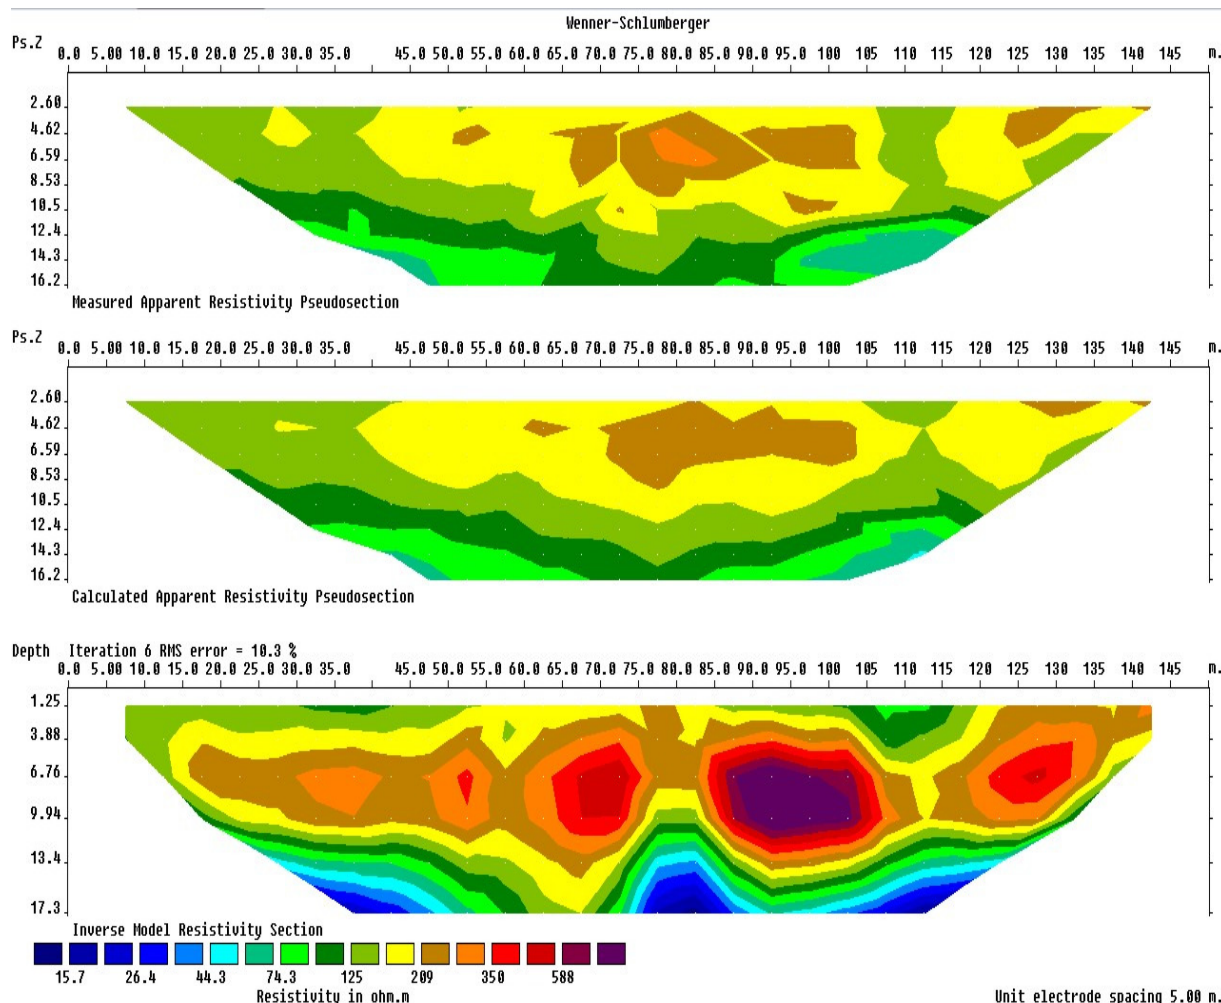 Wenner-Schlumberger
Ps.Z 0.0 5.00 10.0 15.0 20.0 25.0 30.0 35.0 45.0 50.0 55.0 60.0 65.0 70.0 75.0 80.0 85.0 90.0 95.0 100 105 110 115 120 125 130 135 140 145 m.
2.60
4.62
6.59
8.53
10.5
12.4
14.3
16.2
Measured Apparent Resistivity Pseudosection
Ps.Z 0.0 5.00 10.0 15.0 20.0 25.0 30.0 35.0 45.0 50.0 55.0 60.0 65.0 70.0 75.0 80.0 85.0 90.0 95.0 100 105 110 115 120 125 130 135 140 145 m.
2.60
4.62
6.59
8.53
10.5
12.4
14.3
16.2
Calculated Apparent Resistivity Pseudosection
Depth Iteration 6 RMS error = 10.3 %
0.0 5.00 10.0 15.0 20.0 25.0 30.0 35.0 45.0 50.0 55.0 60.0 65.0 70.0 75.0 80.0 85.0 90.0 95.0 100 105 110 115 120 125 130 135 140 145 m.
1.25
3.88
6.76
9.94
13.4
17.3
Inverse Model Resistivity Section
15.7 26.4 44.3 74.3 125 209 350 588
Resistivity in ohm.m Unit electrode spacing 5.00 m.